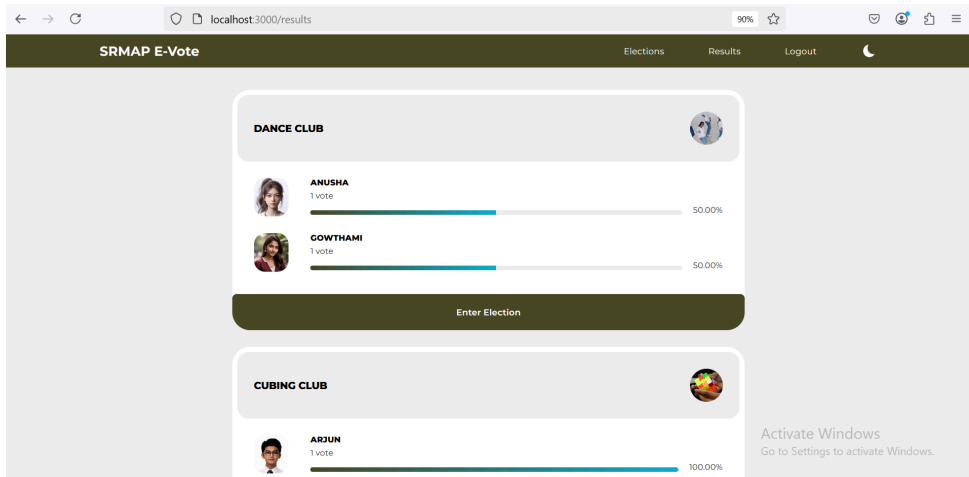 localhost:3000/results
90%
SRMAP E-Vote
Elections
Results
Logout
DANCE CLUB
ANUSHA
1 vote
50.00%
GOWTHAMI
1 vote
50.00%
Enter Election
CUBING CLUB
ARJUN
1 vote
100.00%
Activate Windows
Go to Settings to activate Windows.